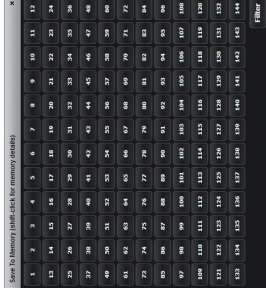 Save To Memory (shift-click for memory details) ×
1 2 3 4 5 6 7 8 9 10 11 12
13 14 15 16 17 18 19 20 21 22 23 24
25 26 27 28 29 30 31 32 33 34 35 36
37 38 39 40 41 42 43 44 45 46 47 48
49 50 51 52 53 54 55 56 57 58 59 60
61 62 63 64 65 66 67 68 69 70 71 72
73 74 75 76 77 78 79 80 81 82 83 84
85 86 87 88 89 90 91 92 93 94 95 96
97 98 99 100 101 102 103 104 105 106 107 108
109 110 111 112 113 114 115 116 117 118 119 120
121 122 123 124 125 126 127 128 129 130 131 132
133 134 135 136 137 138 139 140 141 142 143 144
Filter